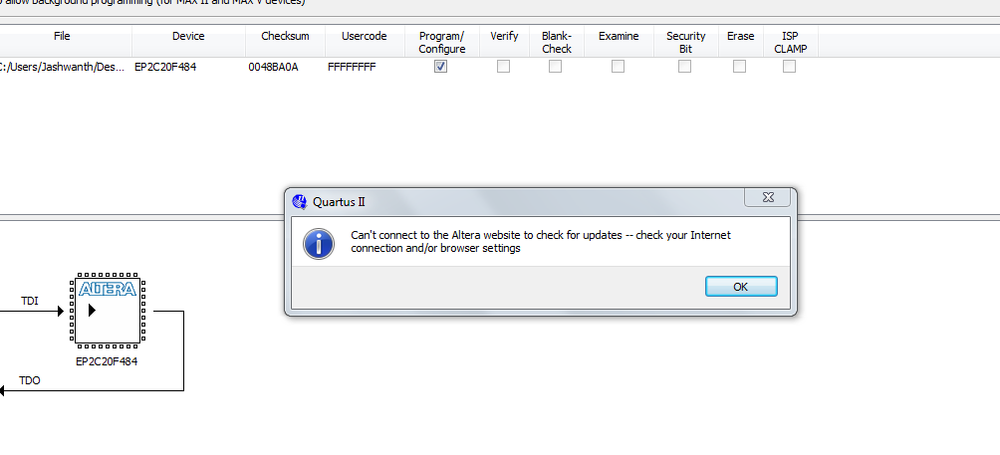 to allow background programming (for MAX II and MAX V devices)
File Device Checksum Usercode Program/ Configure Verify Blank- Check Examine Security Bit Erase ISP CLAMP
C:/Users/Jashwanth/Des... EP2C20F484 0048BA0A FFFFFFFF
Quartus II
Can't connect to the Altera website to check for updates -- check your Internet
connection and/or browser settings
OK
ALTERA
TDI
EP2C20F484
TDO